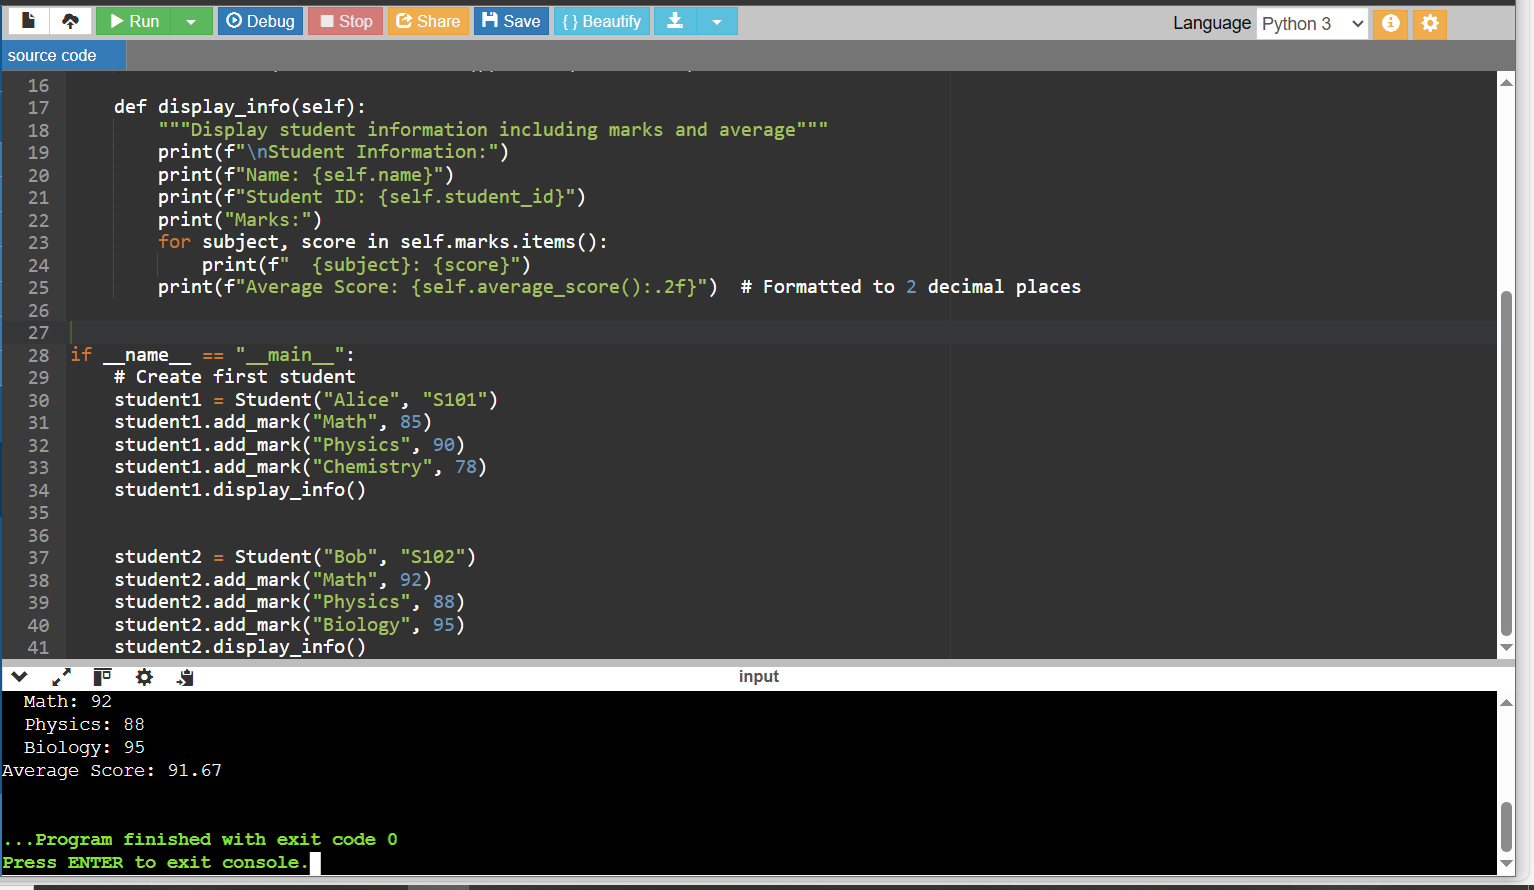 Run Debug Stop Share Save { } Beautify Language Python 3
source code
16
17     def display_info(self):
18         """Display student information including marks and average"""
19         print(f"\nStudent Information:")
20         print(f"Name: {self.name}")
21         print(f"Student ID: {self.student_id}")
22         print("Marks:")
23         for subject, score in self.marks.items():
24             print(f"  {subject}: {score}")
25         print(f"Average Score: {self.average_score():.2f}")  # Formatted to 2 decimal places
26
27
28 if __name__ == "__main__":
29     # Create first student
30     student1 = Student("Alice", "S101")
31     student1.add_mark("Math", 85)
32     student1.add_mark("Physics", 90)
33     student1.add_mark("Chemistry", 78)
34     student1.display_info()
35
36
37     student2 = Student("Bob", "S102")
38     student2.add_mark("Math", 92)
39     student2.add_mark("Physics", 88)
40     student2.add_mark("Biology", 95)
41     student2.display_info()
input
  Math: 92
  Physics: 88
  Biology: 95
Average Score: 91.67
...Program finished with exit code 0
Press ENTER to exit console.